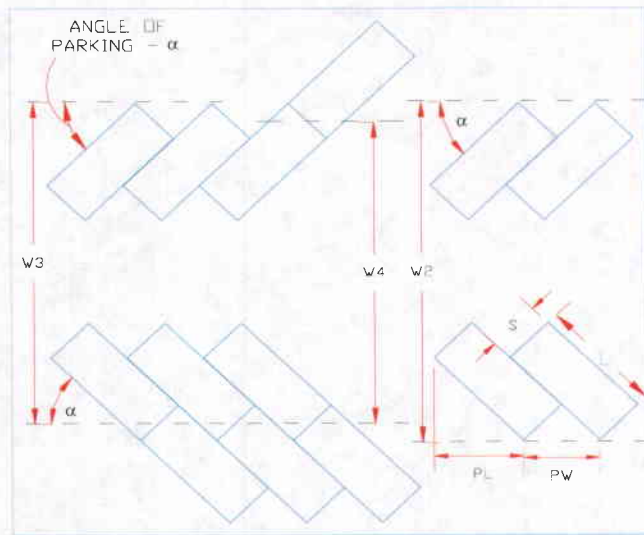 ANGLE OF
PARKING - α
α
W3
W4
W2
S
L
α
PL
PW